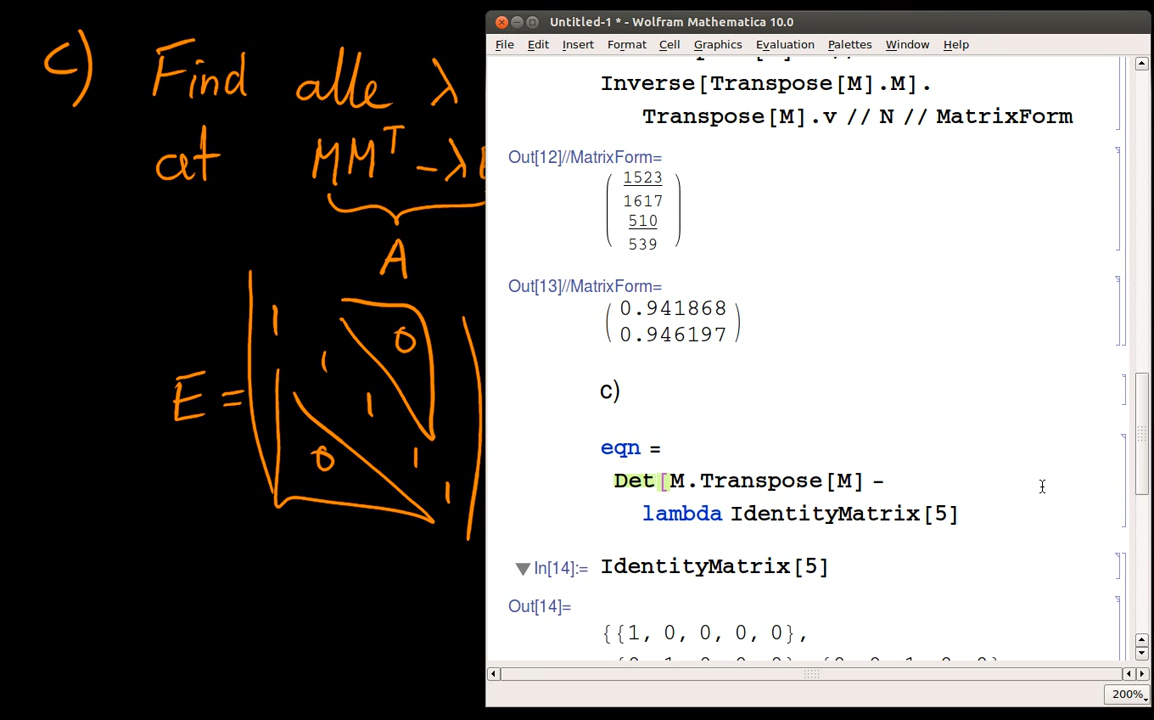 c) Find alle λ
at MMᵀ - λE
A
E =
1 0
1
1
0 1
1
Untitled-1 * - Wolfram Mathematica 10.0
File Edit Insert Format Cell Graphics Evaluation Palettes Window Help
Inverse[Transpose[M].M].
Transpose[M].v // N // MatrixForm
Out[12]//MatrixForm=
1523
1617
510
539
Out[13]//MatrixForm=
0.941868
0.946197
c)
eqn =
Det[M.Transpose[M] -
lambda IdentityMatrix[5]
In[14]:= IdentityMatrix[5]
Out[14]=
{{1, 0, 0, 0, 0},
200%